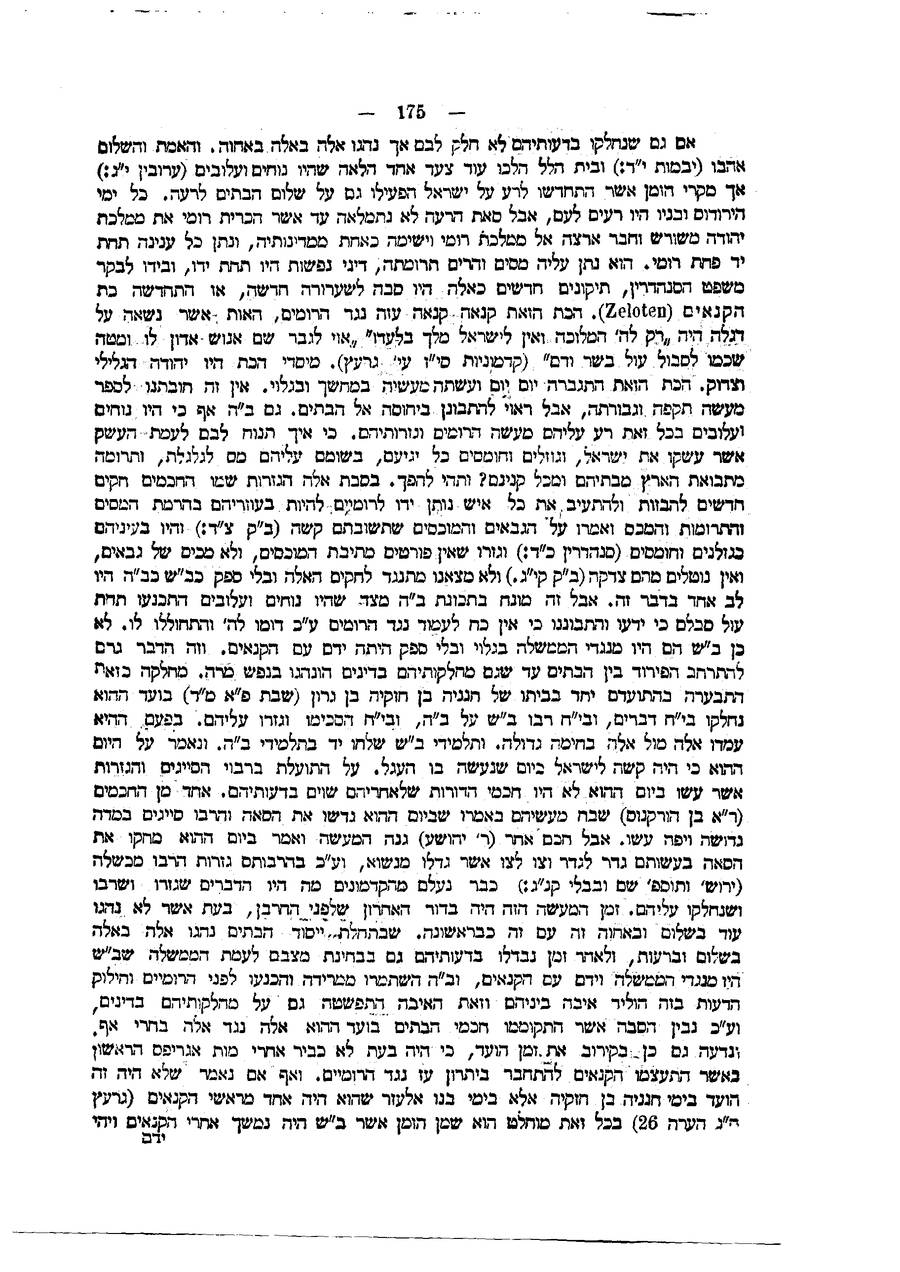 — 175 —
אם גם שנחלקו בדעותיהם לא חלק לבם אך נהגו אלה באלה באחוה. והאמת והשלום
אהבו (יבמות י"ד:) ובית הלל הלכו עוד צער אחד הלאה שהיו נוחים ועלובים (ערובין י"ג:)
אך מקרי הזמן אשר התחדשו לרע על ישראל הפעילו גם על שלום הבתים לרעה. כל ימי
הירודוס ובניו היו רעים לעם, אבל סאת הרעה לא נתמלאה עד אשר הכרית רומי את ממלכת
יהודה משורש וחבר ארצה אל ממלכת רומי וישימה כאחת ממדינותיה, ונתן כל ענינה תחת
יד פחת רומי. הוא נתן עליה מסים והרים תרומתה, דיני נפשות היו תחת ידו, ובידו לבקר
משפט הסנהדרין, תיקונים חדשים כאלה היו סבה לשערורה חדשה, אז התחדשה כת
הקנאים (Zeloten). הכת הזאת קנאה קנאה עזה נגד הרומים, האות אשר נשאה על
דגלה היה „רק לה' המלוכה ואין לישראל מלך בלעדו" „אוי לגבר שם אנוש אדון לו ומטה
שכמו לסבול עול בשר ודם" (קדמוניות סי"ז עי' גרעץ). מיסדי הכת היו יהודה הגלילי
וצדוק. הכת הזאת התגברה יום יום ועשתה מעשיה במחשך ובגלוי. אין זה חובתנו לספר
מעשה תקפה וגבורתה, אבל ראוי להתבונן ביחוסה אל הבתים. גם ב"ה אף כי היו נוחים
ועלובים בכל זאת רע עליהם מעשה הרומים וגזרותיהם. כי איך תנוח לבם לעמת העשק
אשר עשקו את ישראל, וגוזלים וחומסים כל יגיעם, בשומם עליהם מס לגלגלת, ותרומה
מתבואת הארץ מבתיהם ומכל קנינם? ותהי להפך. בסבת אלה הגזרות שמו החכמים חקים
חדשים להבזות ולהתעיב את כל איש נותן ידו לרומיים להיות בעוזריהם בהרמת המסים
והתרומות והמכס ואמרו על הגבאים והמוכסים שתשובתם קשה (ב"ק צ"ד:) והיו בעיניהם
כגזלנים וחומסים (סנהדרין כ"ד:) וגזרו שאין פורטים מתיבת המוכסים, ולא מכיס של גבאים,
ואין נוטלים מהם צדקה (ב"ק קי"ג.) ולא מצאנו מתנגד לחקים האלה ובלי ספק כב"ש כב"ה היו
לב אחד בדבר זה. אבל זה מונח בתכונת ב"ה מצד שהיו נוחים ועלובים התכנעו תחת
עול סבלם כי ידעו והתבוננו כי אין כח לעמוד נגד הרומים ע"כ דומו לה' והתחוללו לו. לא
כן ב"ש הם היו מנגדי הממשלה בגלוי ובלי ספק היתה ידם עם הקנאים. וזה הדבר גרם
להתרחב הפירוד בין הבתים עד שגם מחלקותיהם בדינים הונהגו בנפש מרה. מחלקה כזאת
התבערה בהתועדם יחד בביתו של חנניה בן חזקיה בן גרון (שבת פ"א מ"ד) בועד ההוא
נחלקו בי"ח דברים, ובי"ח רבו ב"ש על ב"ה, ובי"ח הסכימו וגזרו עליהם. בפעם ההיא
עמדו אלה מול אלה בחימה גדולה. ותלמידי ב"ש שלחו יד בתלמידי ב"ה. ונאמר על היום
ההוא כי היה קשה לישראל כיום שנעשה בו העגל. על התועלת ברבוי הסייגים והגזרות
אשר עשו ביום ההוא לא היו חכמי הדורות שלאחריהם שוים בדעותיהם. אחד מן החכמים
(ר"א בן הורקנוס) שבח מעשיהם באמרו שביום ההוא גדשו את הסאה והרבו סייגים במדה
גדושה ויפה עשו. אבל חכם אחר (ר' יהושע) גנה המעשה ואמר ביום ההוא מחקו את
הסאה בעשותם גדר לגדר וצו לצו אשר גדלו מנשוא, וע"כ בהרבותם גזרות הרבו מכשלה
(ירוש' ותוספ' שם ובבלי קנ"ג:) כבר נעלם מהקדמונים מה היו הדברים שגזרו ושרבו
ושנחלקו עליהם. זמן המעשה הזה היה בדור האחרון שלפני החרבן, בעת אשר לא נהגו
עוד בשלום ובאחוה זה עם זה כבראשונה. שבתחלת ייסוד הבתים נהגו אלה באלה
בשלום וברעות, ולאחר זמן נבדלו בדעותיהם גם בבחינת מצבם לעמת הממשלה שב"ש
היו מנגדי הממשלה וידם עם הקנאים, וב"ה השתמרו ממרידה והכנעו לפני הרומיים וחילוק
הדעות בזה הוליד איבה ביניהם וזאת האיבה התפשטה גם על מחלקותיהם בדינים,
וע"כ נבין הסבה אשר התקוממו חכמי הבתים בועד ההוא אלה נגד אלה בחרי אף.
ונדעה גם כן בקירוב את זמן הועד, כי היה בעת לא כביר אחרי מות אגריפס הראשון
כאשר התעצמו הקנאים להתחבר ביתרון עז נגד הרומיים. ואף אם נאמר שלא היה זה
הועד בימי חנניה בן חזקיה אלא בימי בנו אלעזר שהוא היה אחד מראשי הקנאים (גרעץ
ח"ג הערה 26) בכל זאת מוחלט הוא שמן הזמן אשר ב"ש היה נמשך אחרי הקנאים ויהי
ידם